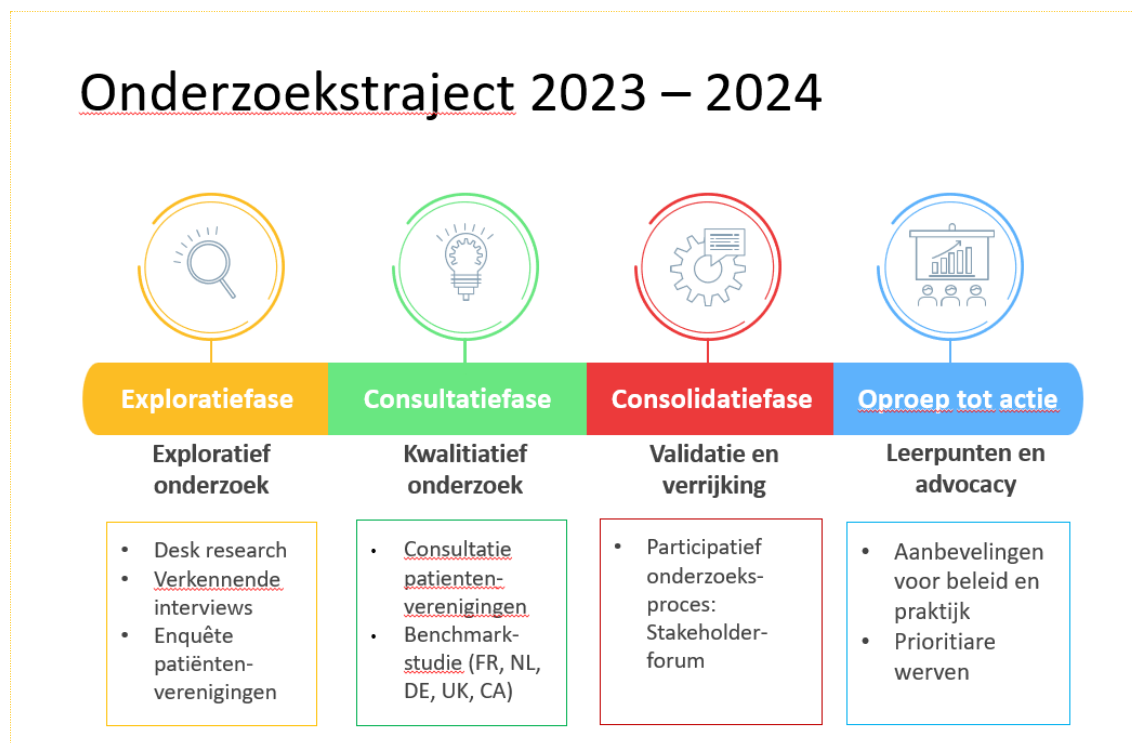 Onderzoekstraject 2023 – 2024
Exploratiefase
Consultatiefase
Consolidatiefase
Oproep tot actie
Exploratief
onderzoek
Kwalitiatief
onderzoek
Validatie en
verrijking
Leerpunten en
advocacy
• Desk research
• Verkennende
interviews
• Enquête
patiënten-
verenigingen
• Consultatie
patienten-
verenigingen
• Benchmark-
studie (FR, NL,
DE, UK, CA)
• Participatief
onderzoeks-
proces:
Stakeholder-
forum
• Aanbevelingen
voor beleid en
praktijk
• Prioritiare
werven